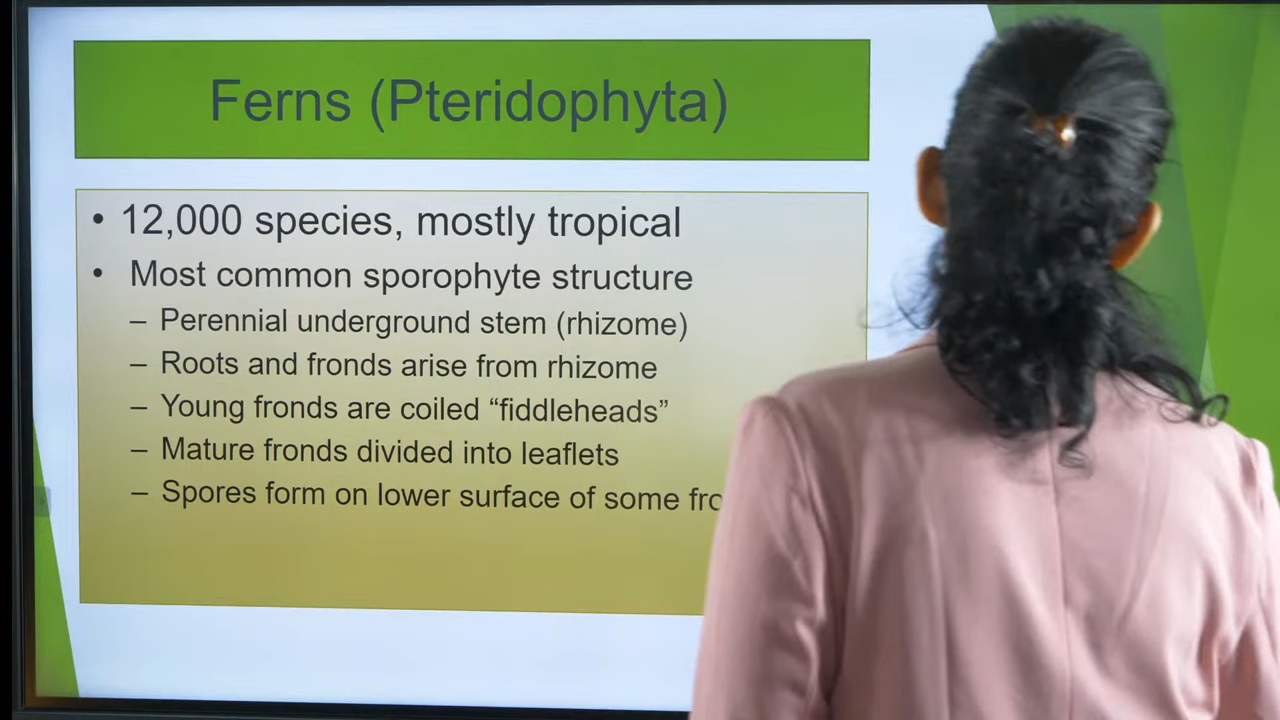 Ferns (Pteridophyta)
• 12,000 species, mostly tropical
• Most common sporophyte structure
– Perennial underground stem (rhizome)
– Roots and fronds arise from rhizome
– Young fronds are coiled “fiddleheads”
– Mature fronds divided into leaflets
– Spores form on lower surface of some